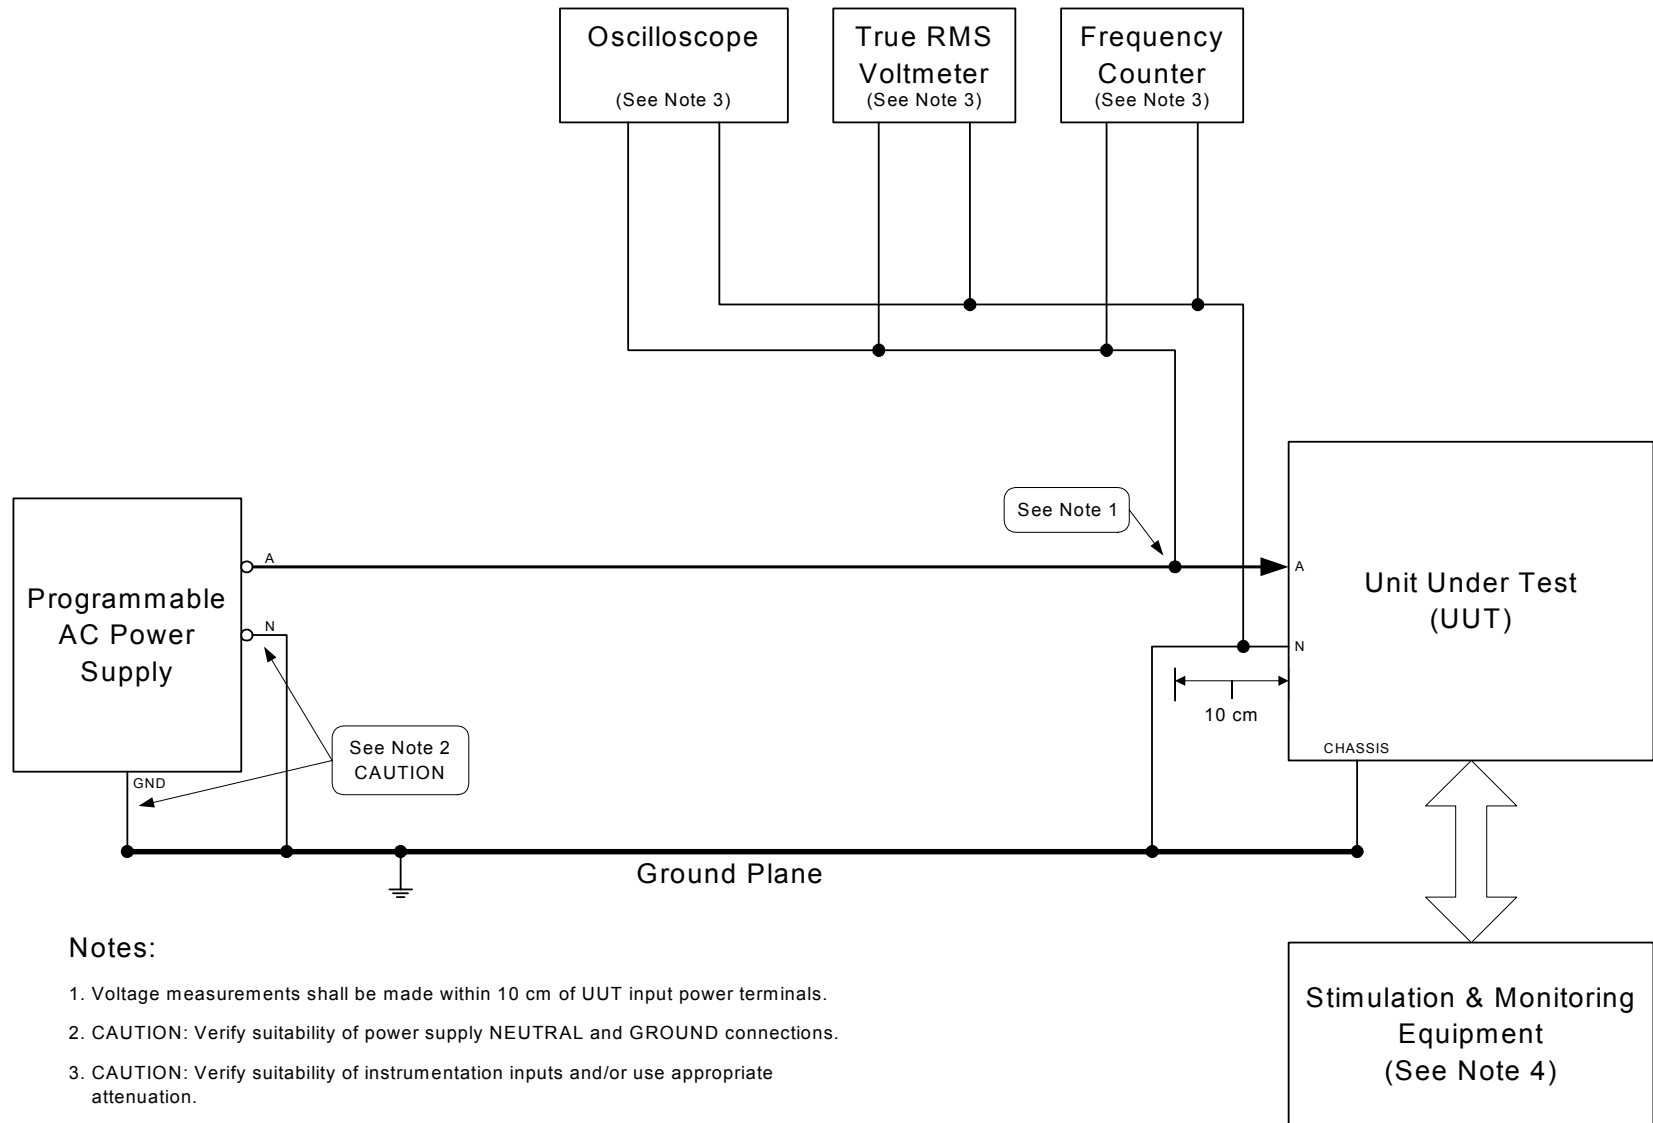 Oscilloscope
(See Note 3)
True RMS
Voltmeter
(See Note 3)
Frequency
Counter
(See Note 3)
See Note 1
Programmable
AC Power
Supply
A
N
GND
See Note 2
CAUTION
A
N
Unit Under Test
(UUT)
10 cm
CHASSIS
Ground Plane
Notes:
1. Voltage measurements shall be made within 10 cm of UUT input power terminals.
2. CAUTION: Verify suitability of power supply NEUTRAL and GROUND connections.
3. CAUTION: Verify suitability of instrumentation inputs and/or use appropriate
attenuation.
Stimulation & Monitoring
Equipment
(See Note 4)